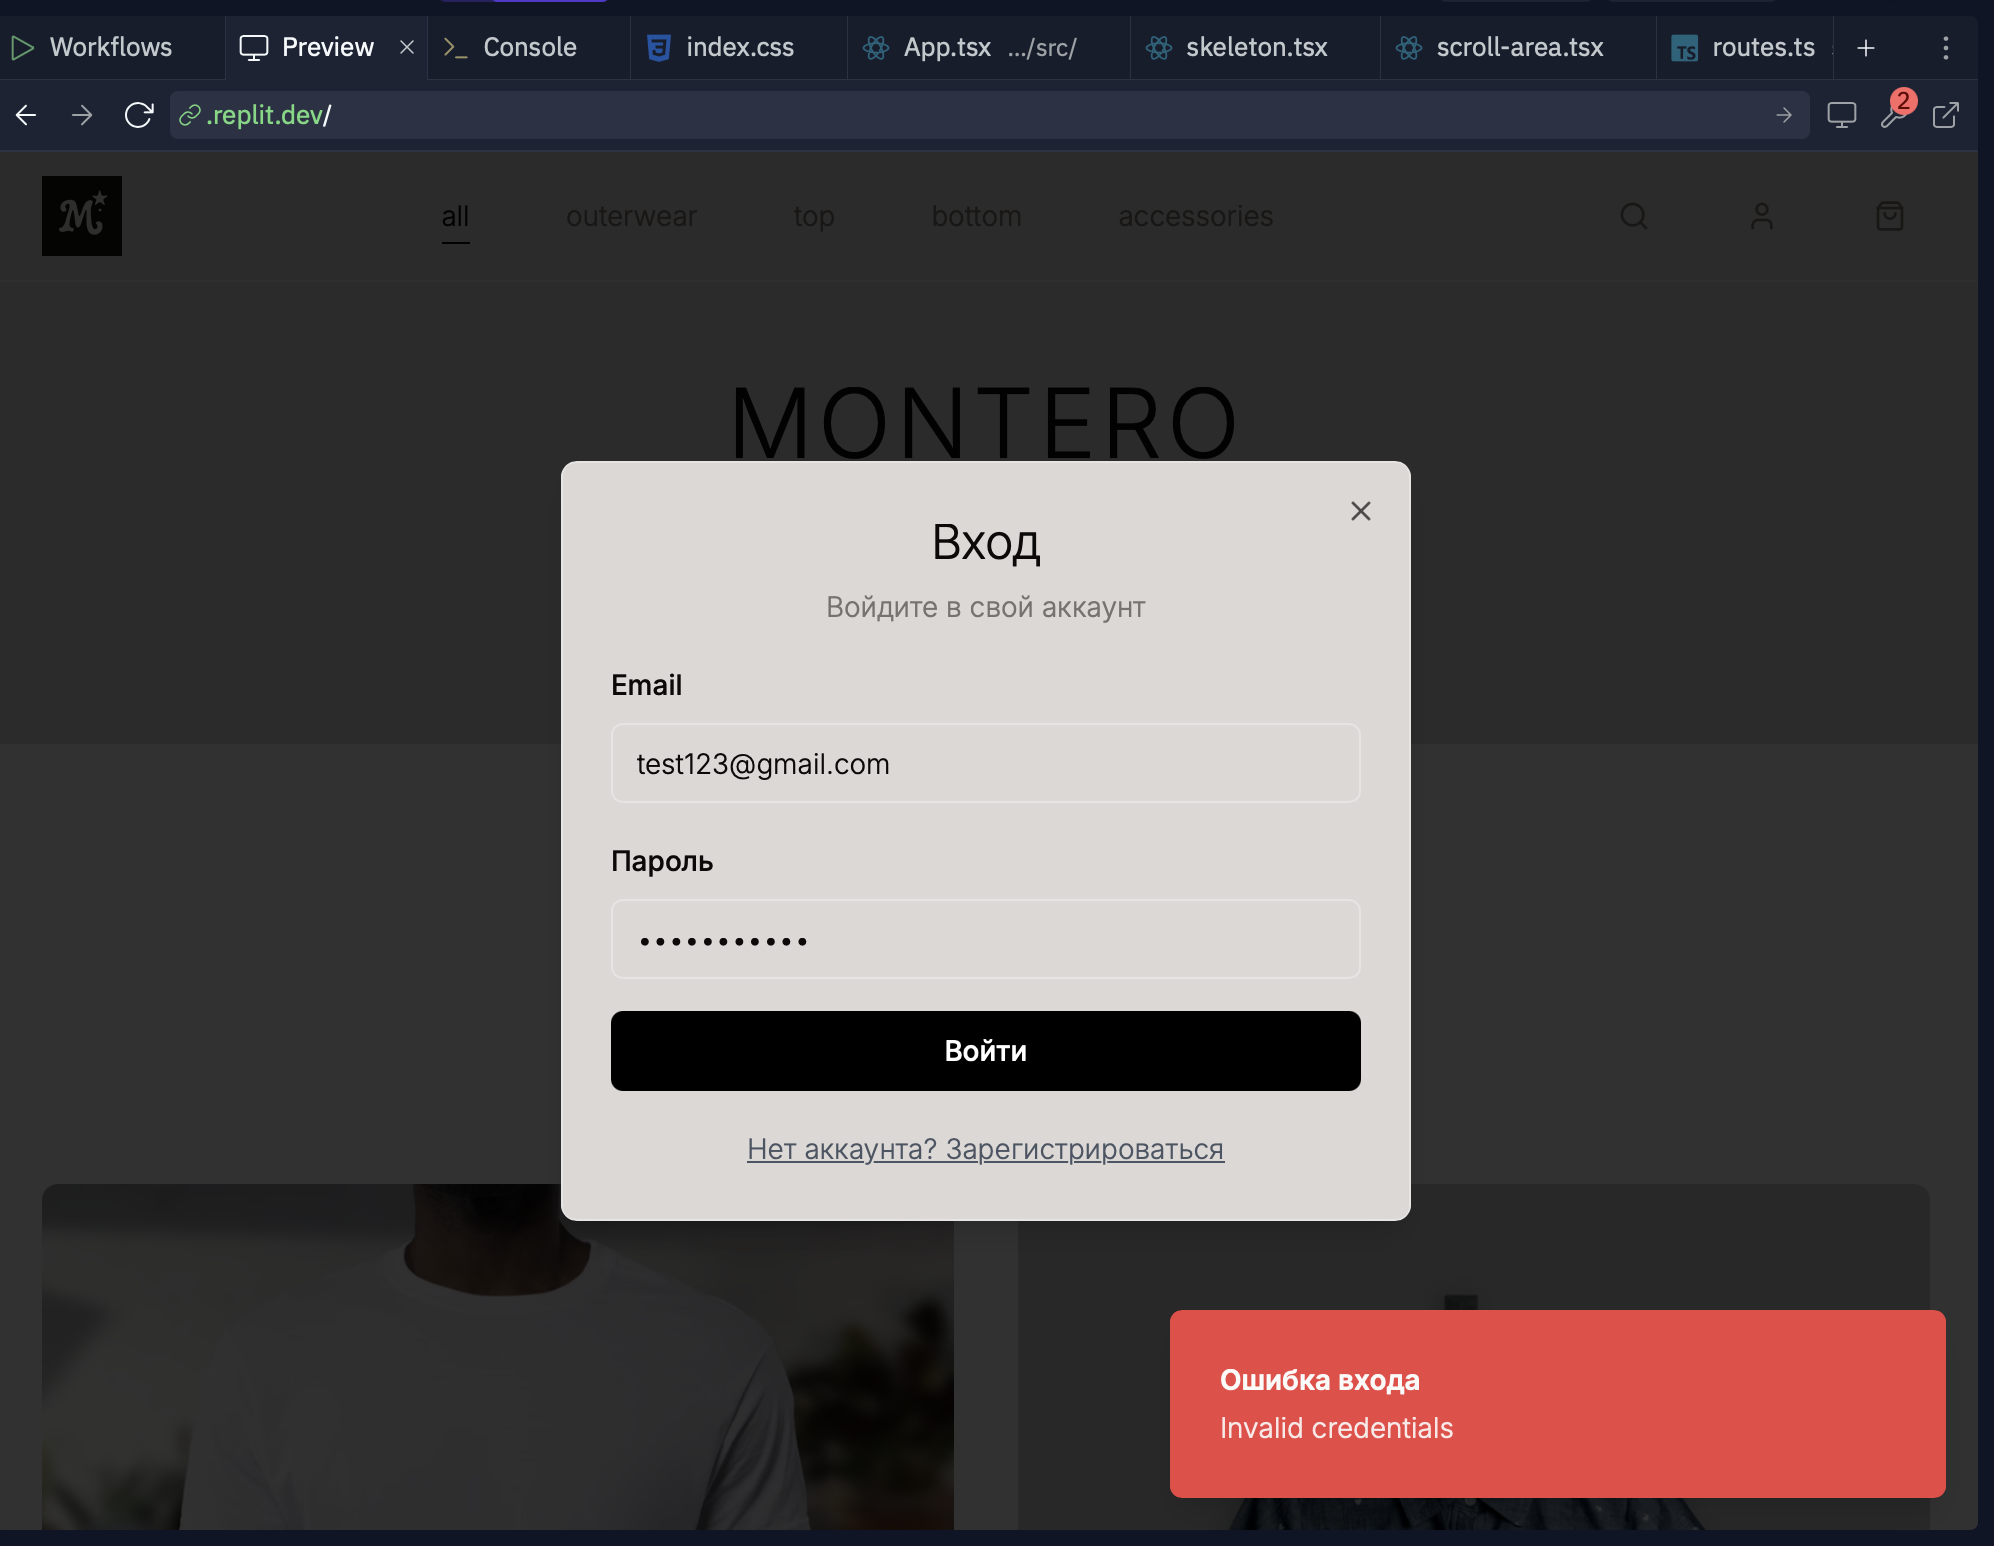 Workflows
Preview
Console
index.css
App.tsx .../src/
skeleton.tsx
scroll-area.tsx
routes.ts
.replit.dev/
2
M
all
outerwear
top
bottom
accessories
MONTERO
Вход
Войдите в свой аккаунт
Email
test123@gmail.com
Пароль
Войти
Нет аккаунта? Зарегистрироваться
Ошибка входа
Invalid credentials